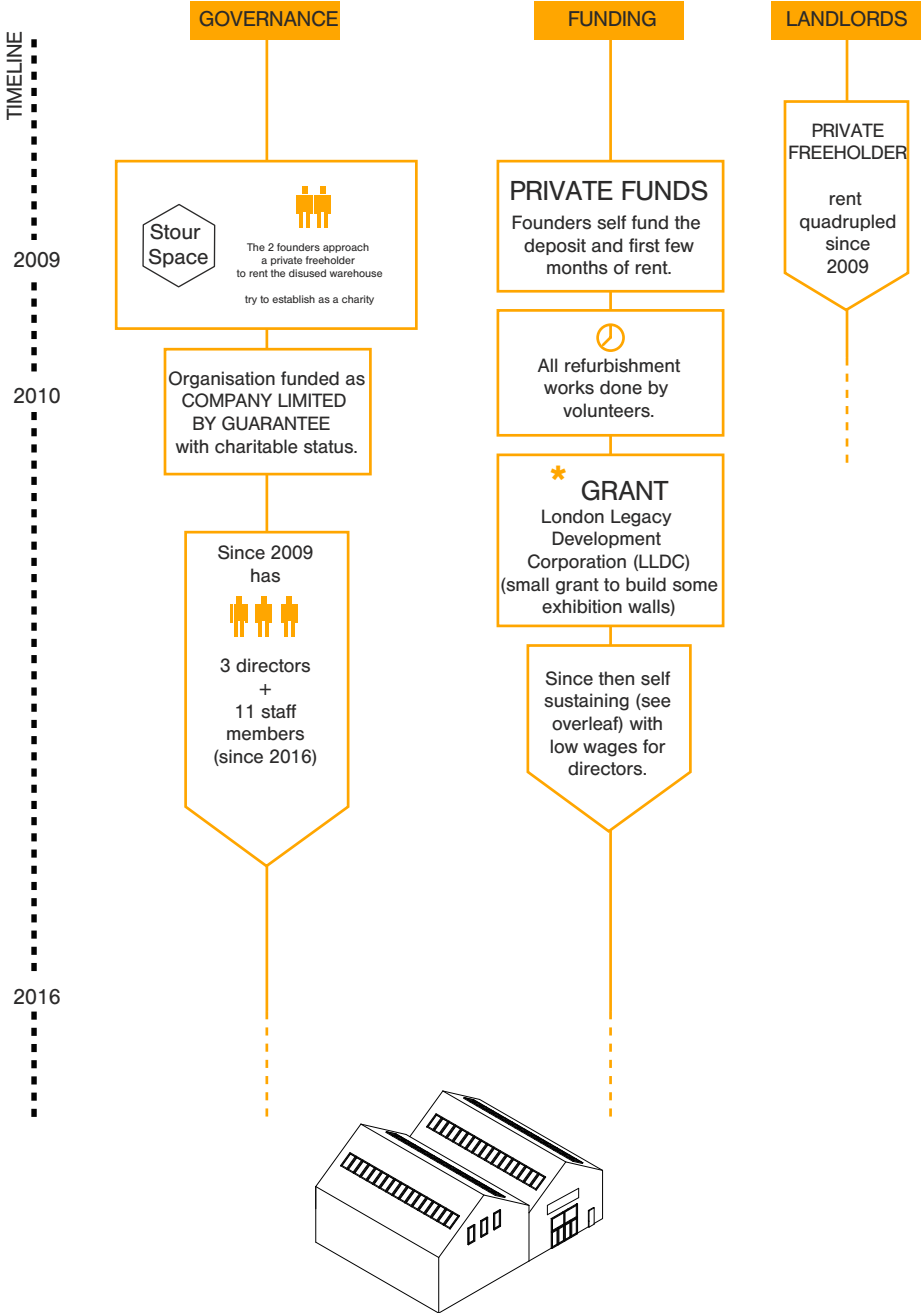 GOVERNANCE
FUNDING
LANDLORDS
TIMELINE
2009
2010
2016
Stour
Space
The 2 founders approach
a private freeholder
to rent the disused warehouse
try to establish as a charity
Organisation funded as
COMPANY LIMITED
BY GUARANTEE
with charitable status.
Since 2009
has
3 directors
+
11 staff
members
(since 2016)
PRIVATE FUNDS
Founders self fund the
deposit and first few
months of rent.
All refurbishment
works done by
volunteers.
* GRANT
London Legacy
Development
Corporation (LLDC)
(small grant to build some
exhibition walls)
Since then self
sustaining (see
overleaf) with
low wages for
directors.
PRIVATE
FREEHOLDER
rent
quadrupled
since
2009